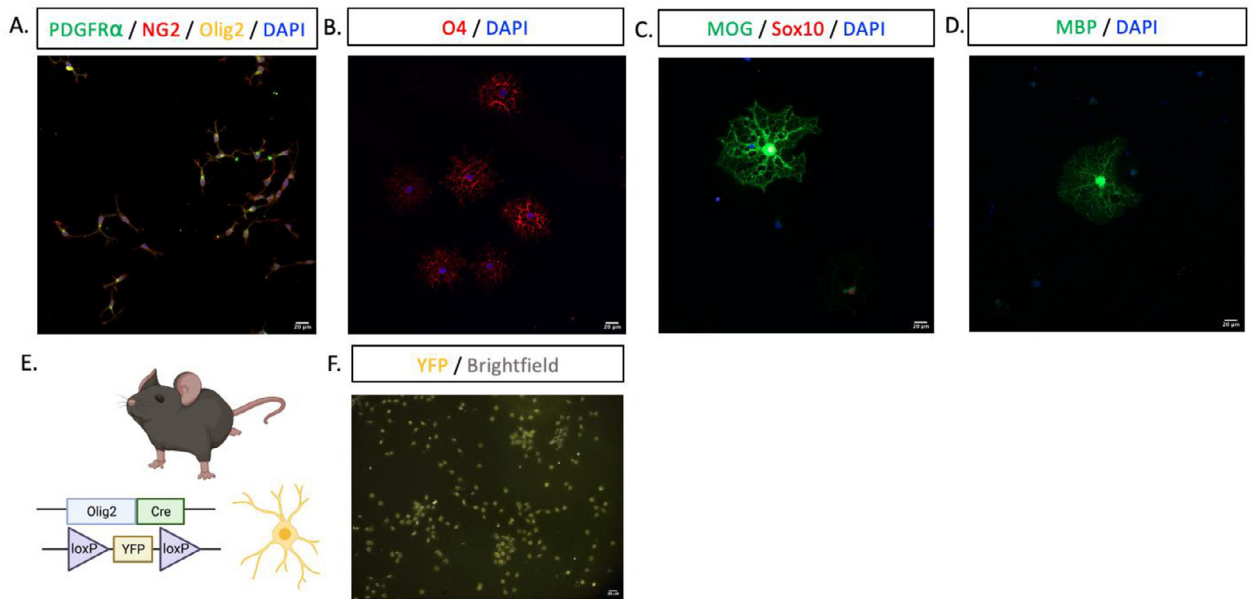 A. PDGFRα / NG2 / Olig2 / DAPI
B. O4 / DAPI
C. MOG / Sox10 / DAPI
D. MBP / DAPI
20 μm
20 μm
20 μm
20 μm
E.
F. YFP / Brightfield
Olig2 Cre
loxP YFP loxP